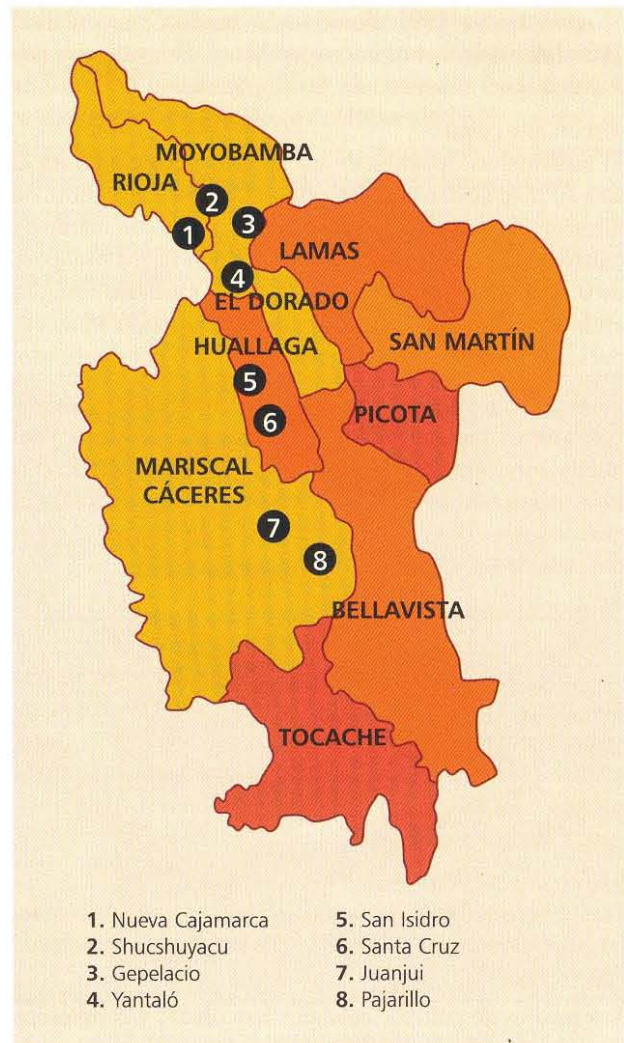 MOYOBAMBA
RIOJA
2
3
1
LAMAS
4
EL DORADO
HUALLAGA
SAN MARTÍN
5
PICOTA
6
MARISCAL
CÁCERES
7
8
BELLAVISTA
TOCACHE
1. Nueva Cajamarca
2. Shucshuyacu
3. Gepelacio
4. Yantaló
5. San Isidro
6. Santa Cruz
7. Juanjui
8. Pajarillo